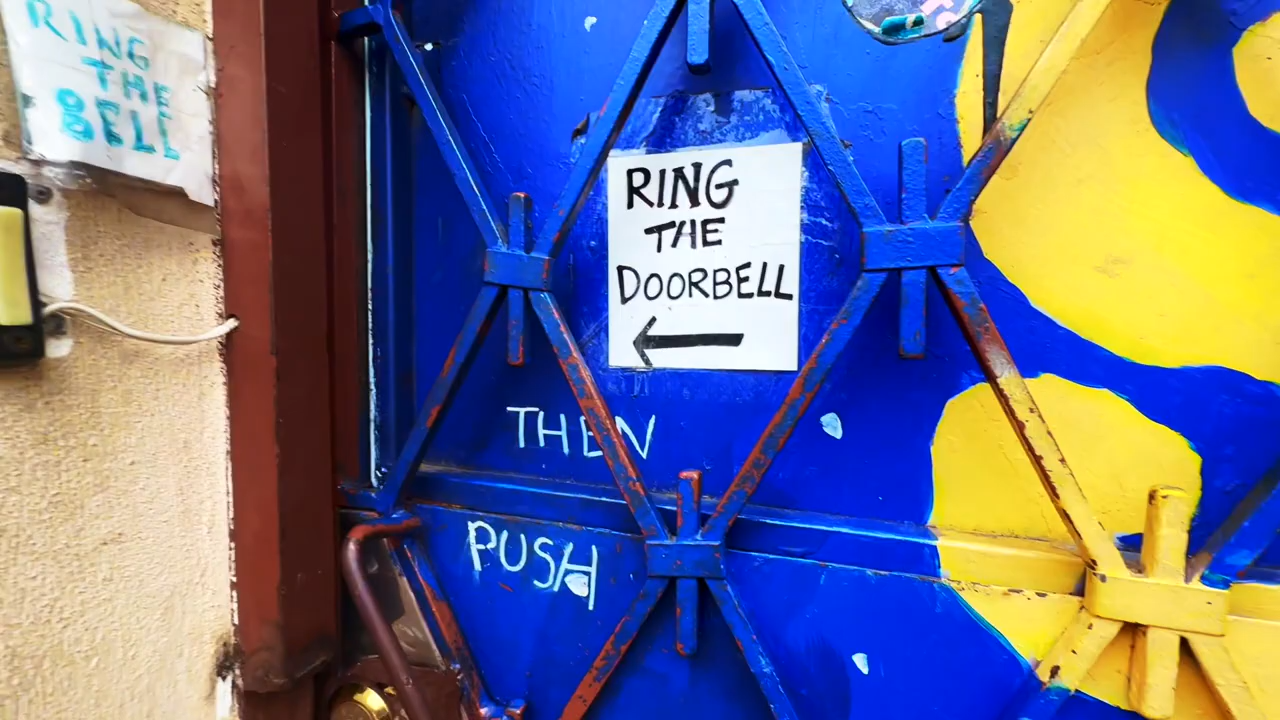 RING
THE
BELL
RING
THE
DOORBELL
THEN
PUSH